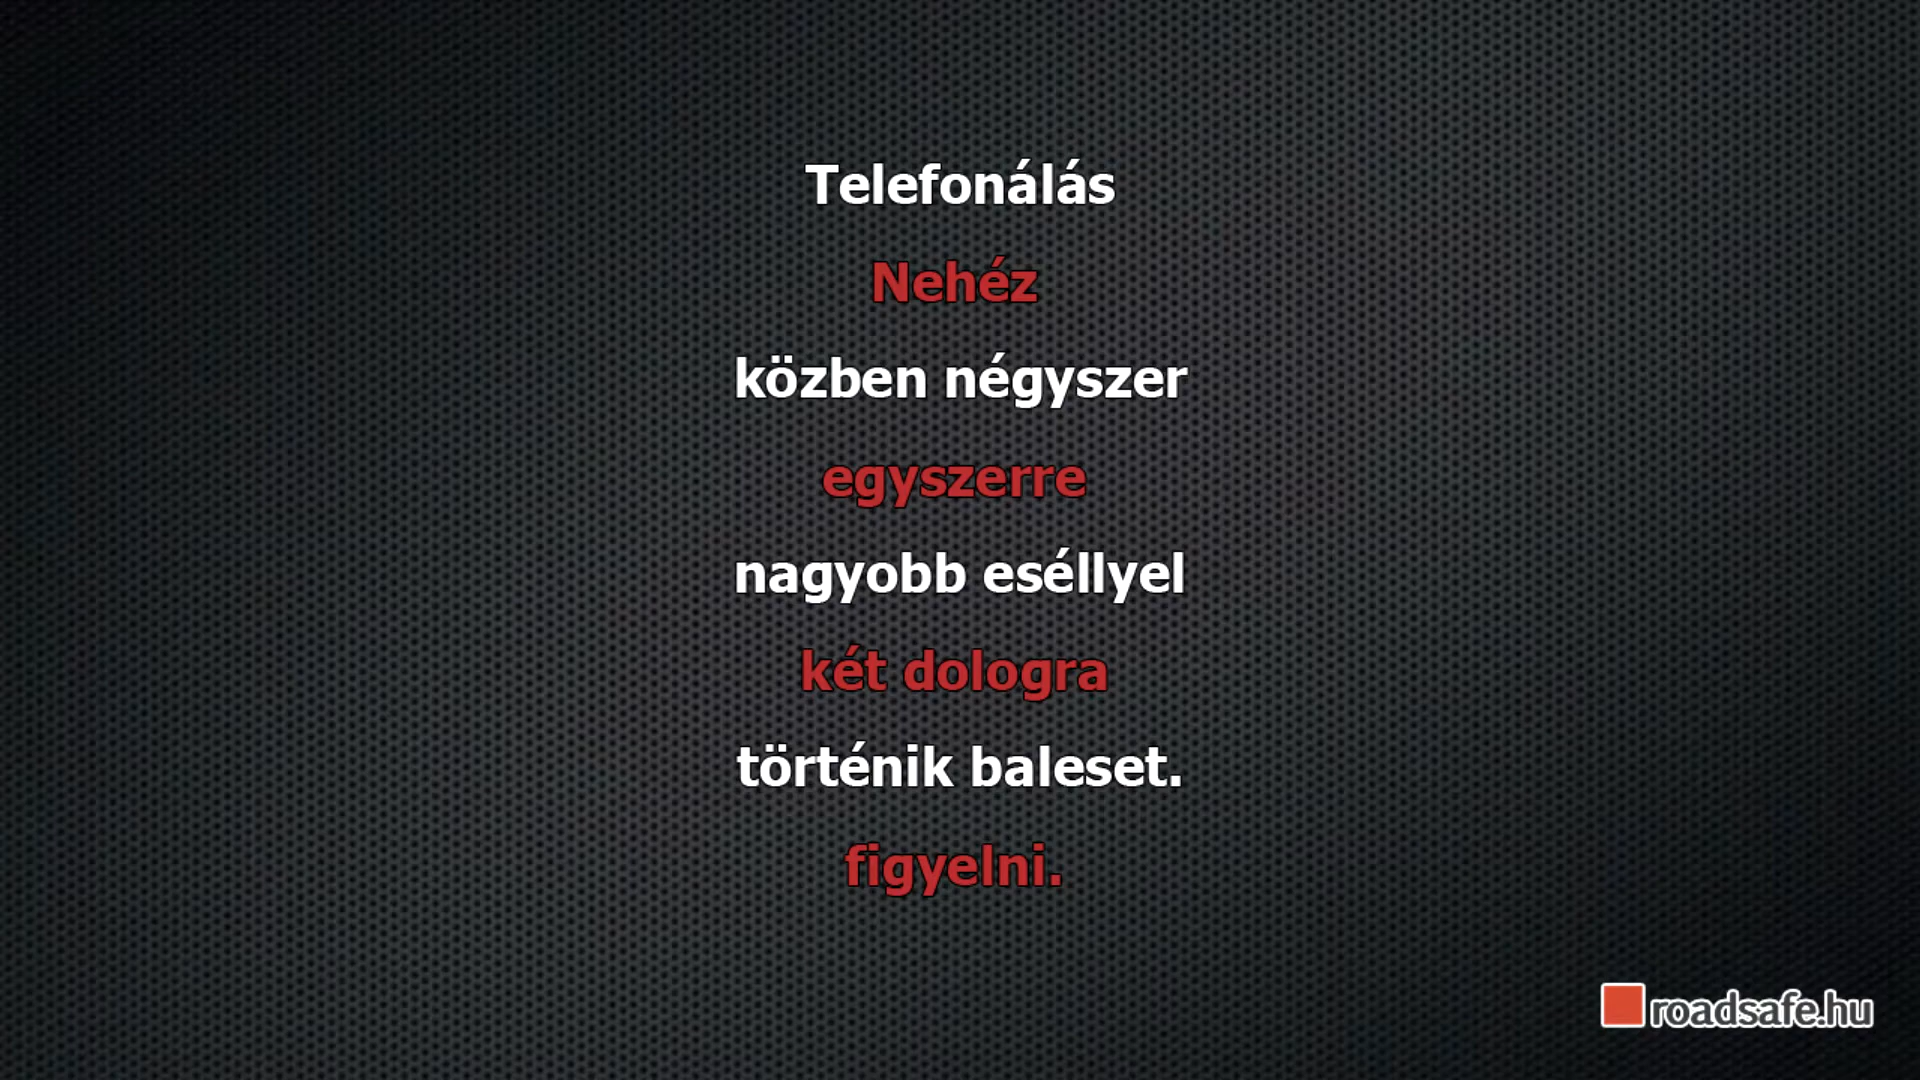 Telefonálás
Nehéz
közben négyszer
egyszerre
nagyobb eséllyel
két dologra
történik baleset.
figyelni.
roadsafe.hu